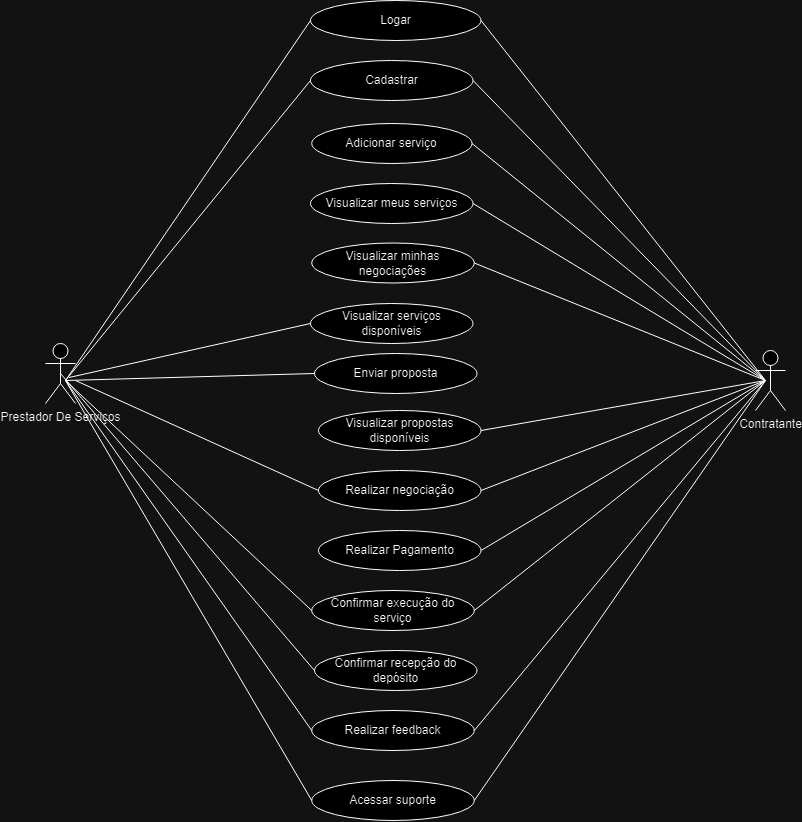 Logar
Cadastrar
Adicionar serviço
Visualizar meus serviços
Visualizar minhas
negociações
Visualizar serviços
disponíveis
Enviar proposta
Prestador De Serviços
Visualizar propostas
disponíveis
Contratante
Realizar negociação
Realizar Pagamento
Confirmar execução do
serviço
Confirmar recepção do
depósito
Realizar feedback
Acessar suporte